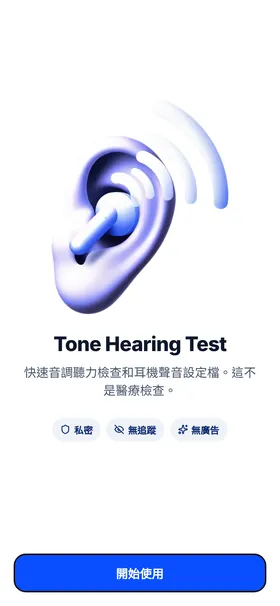 Tone Hearing Test
快速音調聽力檢查和耳機聲音設定檔。這不
是醫療檢查。
私密
無追蹤
無廣告
開始使用